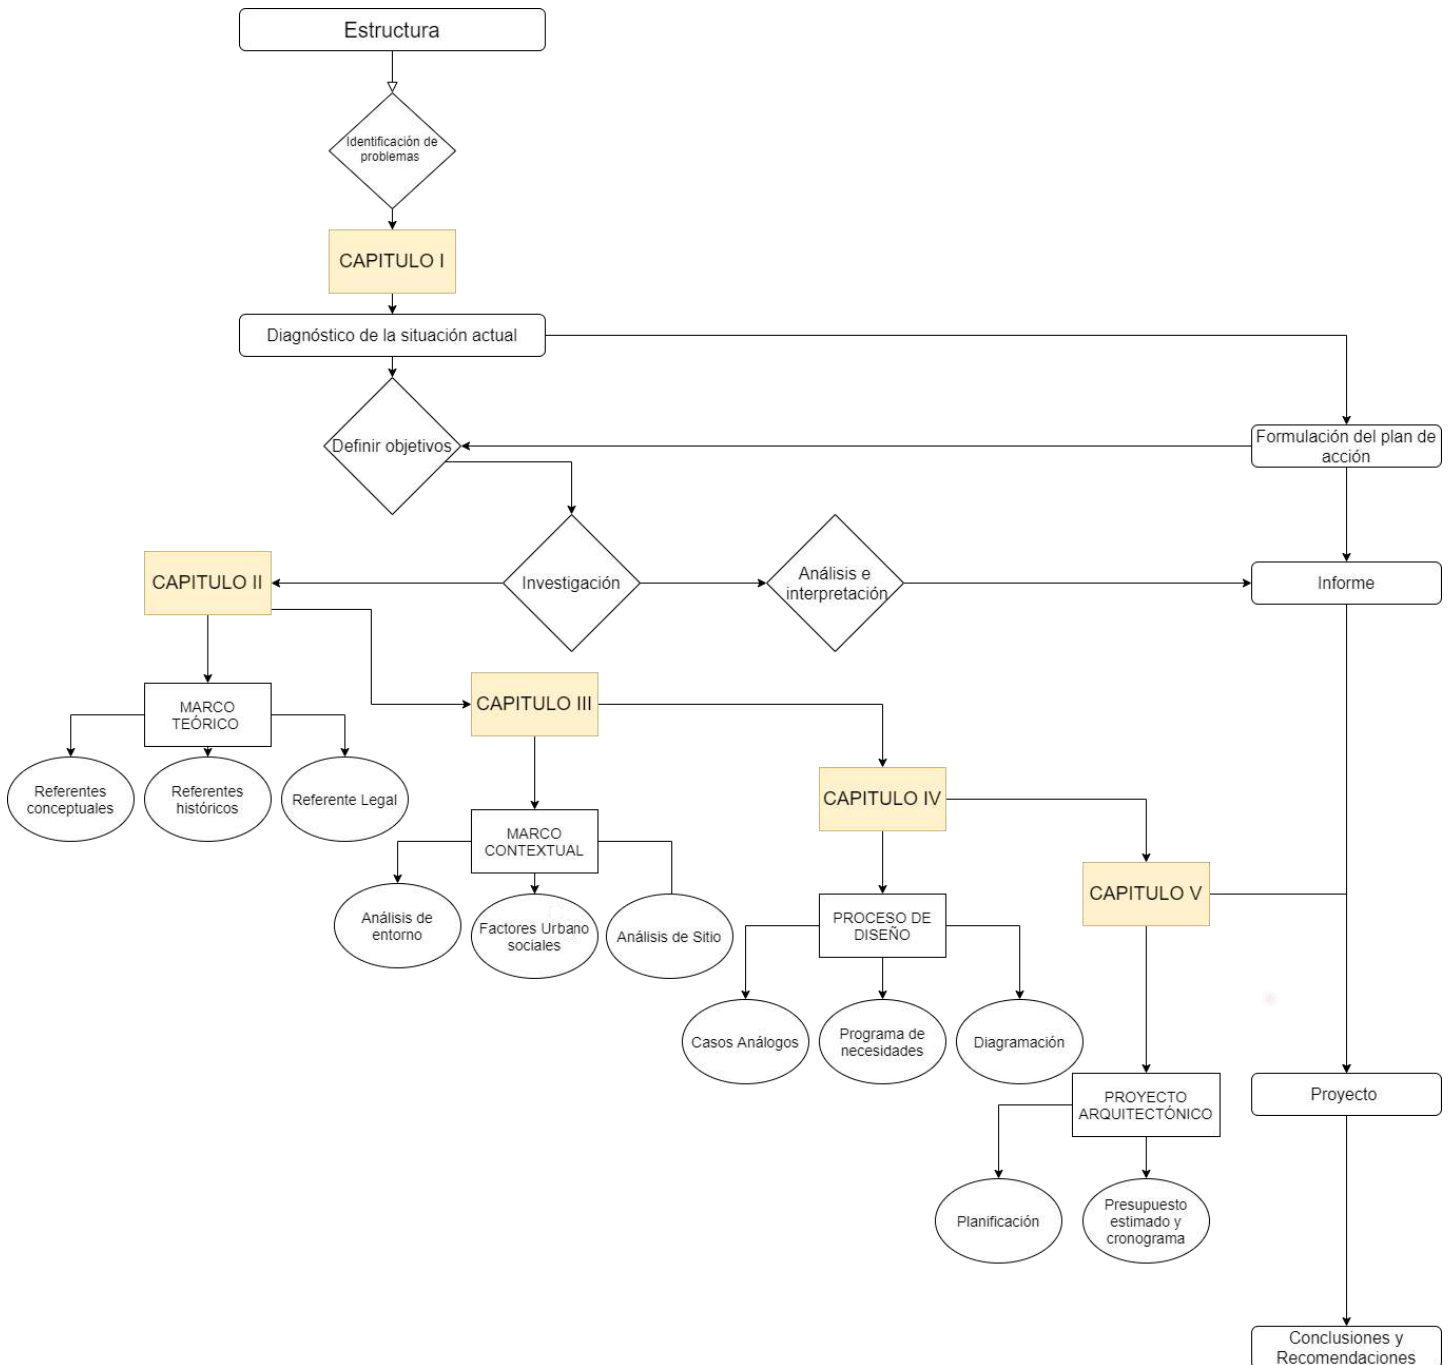 Estructura
Identificación de
problemas
CAPITULO I
Diagnóstico de la situación actual
Definir objetivos
Formulación del plan de
acción
CAPITULO II
Investigación
Análisis e
interpretación
Informe
MARCO
TEÓRICO
CAPITULO III
Referentes
conceptuales
Referentes
históricos
Referente Legal
CAPITULO IV
MARCO
CONTEXTUAL
CAPITULO V
Análisis de
entorno
Factores Urbano
sociales
Análisis de Sitio
PROCESO DE
DISEÑO
Casos Análogos
Programa de
necesidades
Diagramación
PROYECTO
ARQUITECTÓNICO
Proyecto
Planificación
Presupuesto
estimado y
cronograma
Conclusiones y
Recomendaciones